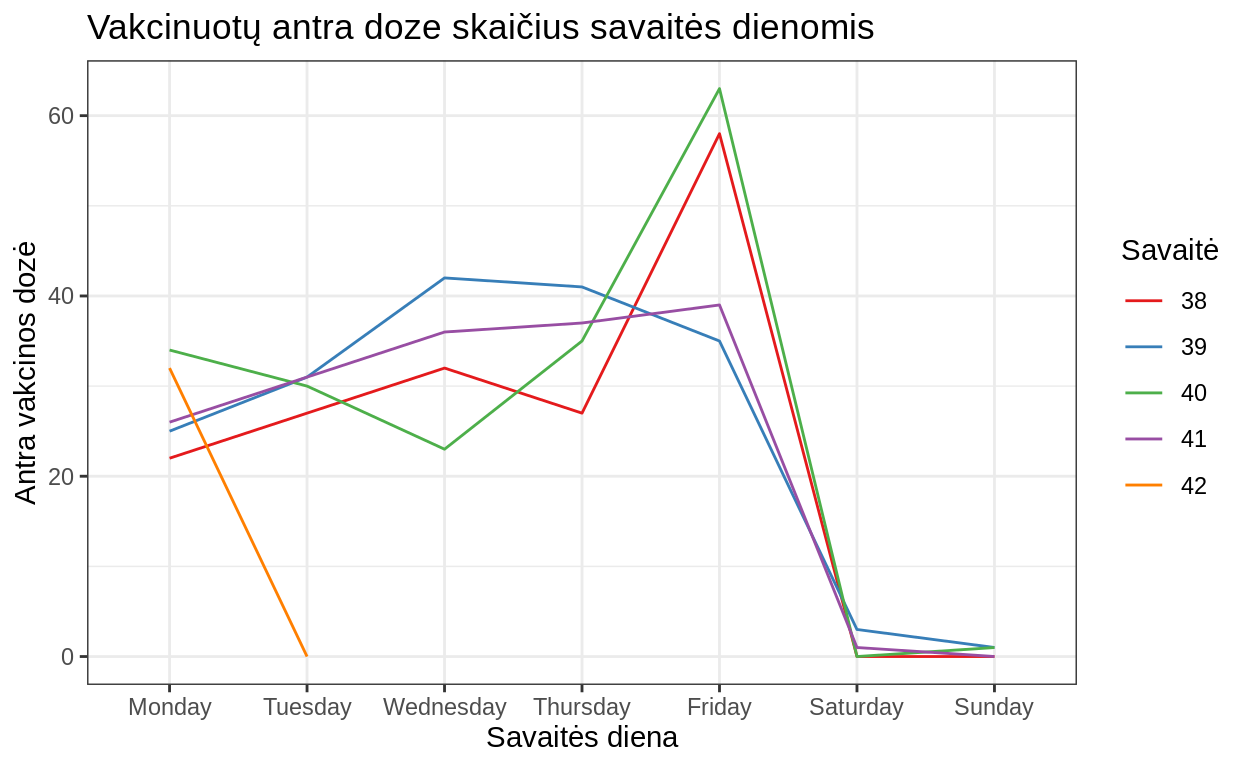 Vakcinuotų antra doze skaičius savaitės dienomis
Antra vakcinos dozė
60
40
20
0
Monday Tuesday Wednesday Thursday Friday Saturday Sunday
Savaitės diena
Savaitė
38
39
40
41
42